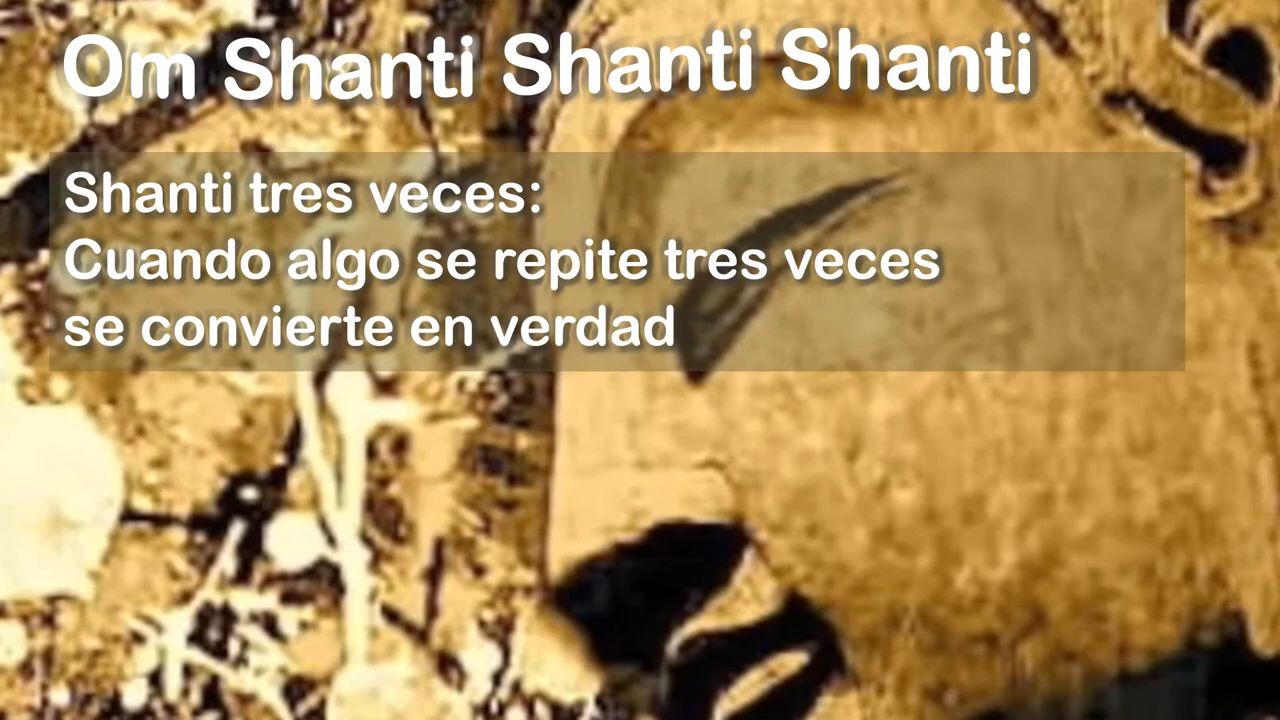 Om Shanti Shanti Shanti
Shanti tres veces:
Cuando algo se repite tres veces
se convierte en verdad